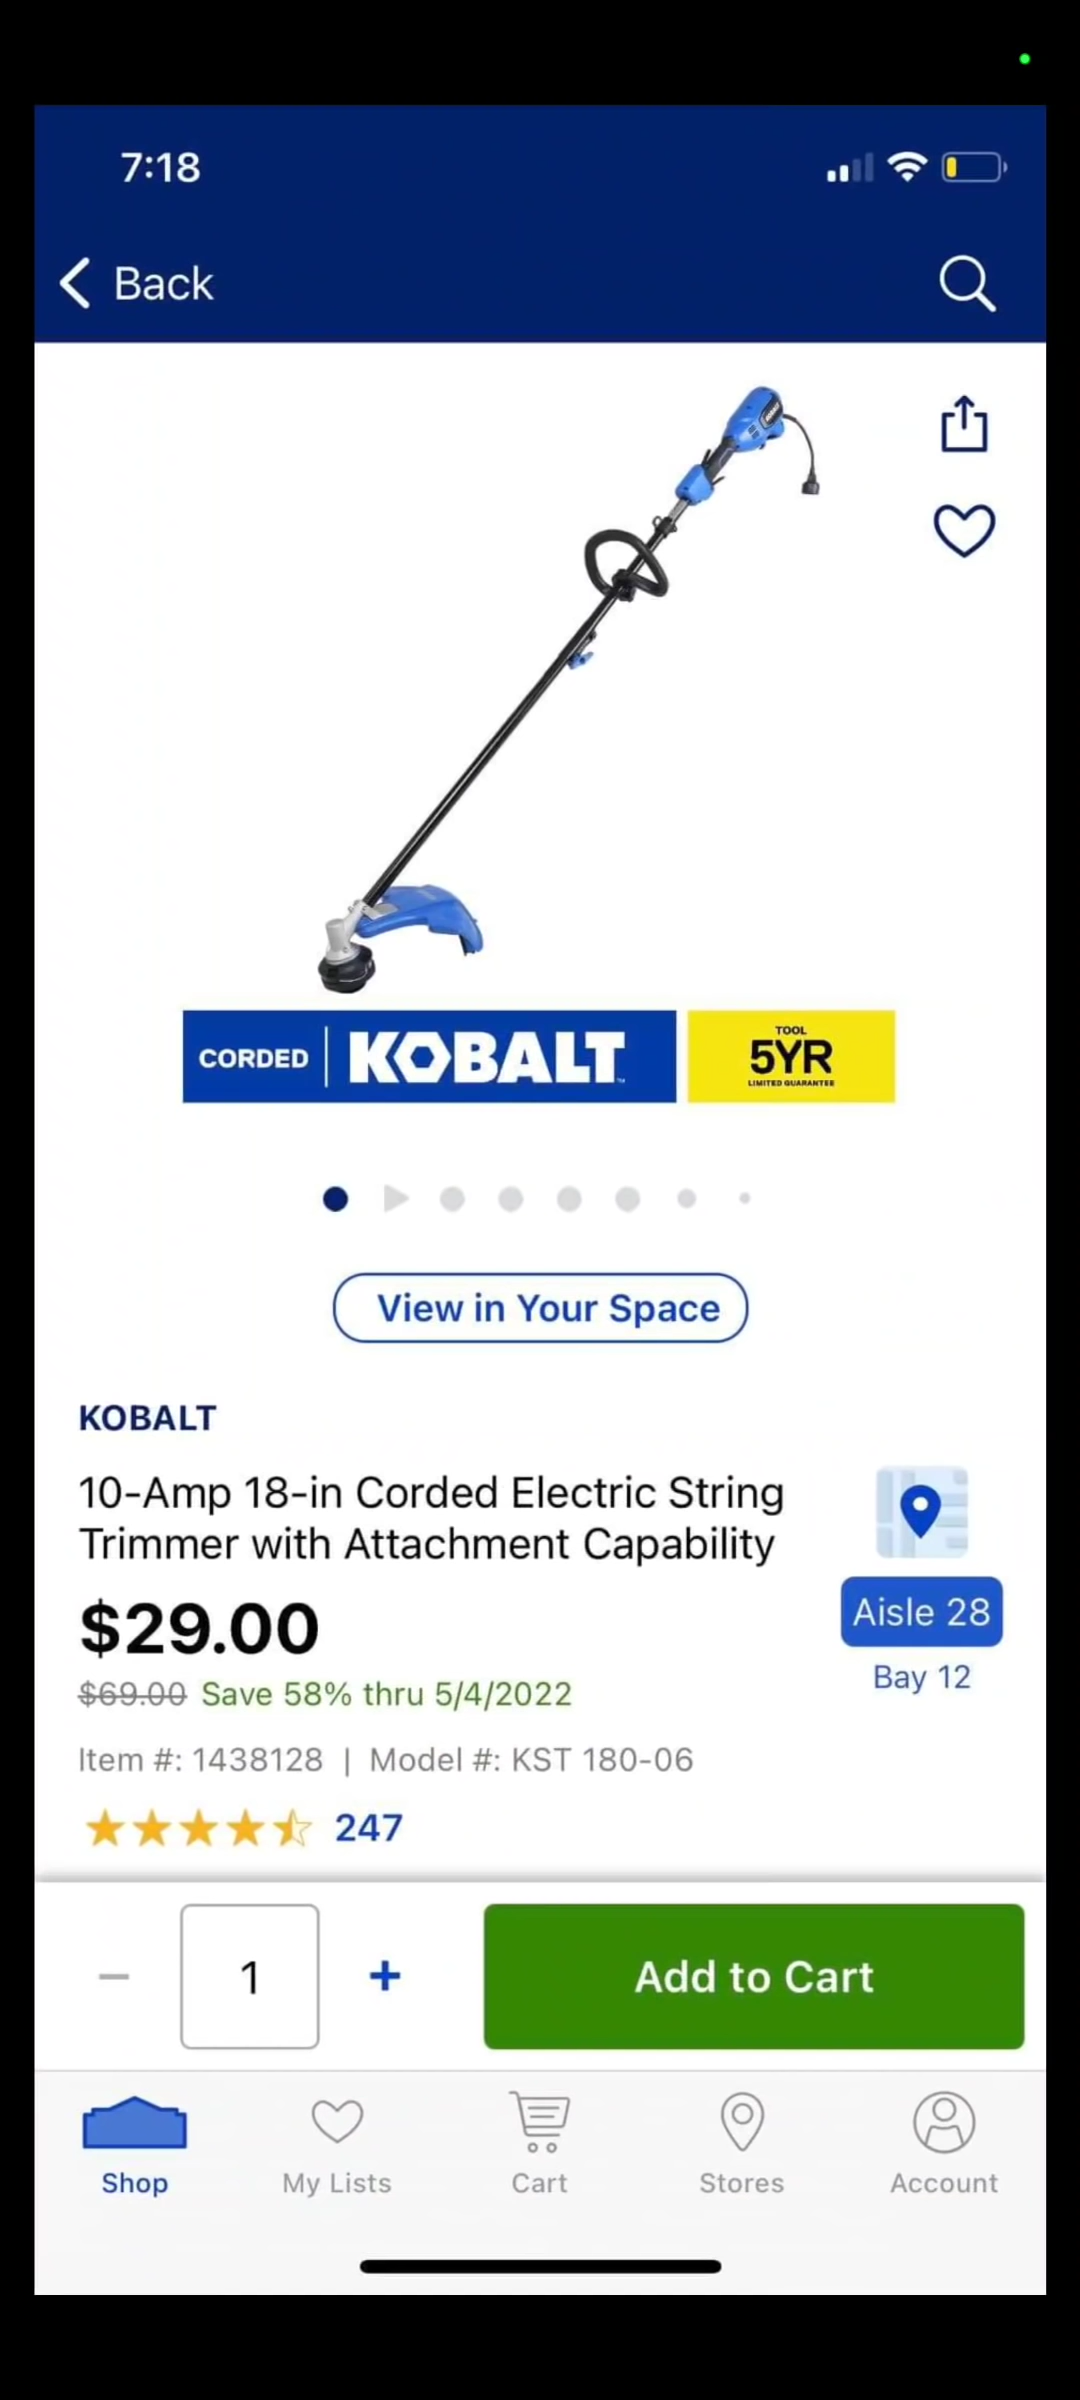 7:18
Back
CORDED KOBALT
TOOL
5YR
LIMITED GUARANTEE
View in Your Space
KOBALT
10-Amp 18-in Corded Electric String
Trimmer with Attachment Capability
$29.00
$69.00 Save 58% thru 5/4/2022
Aisle 28
Bay 12
Item #: 1438128 | Model #: KST 180-06
247
1
Add to Cart
Shop My Lists Cart Stores Account